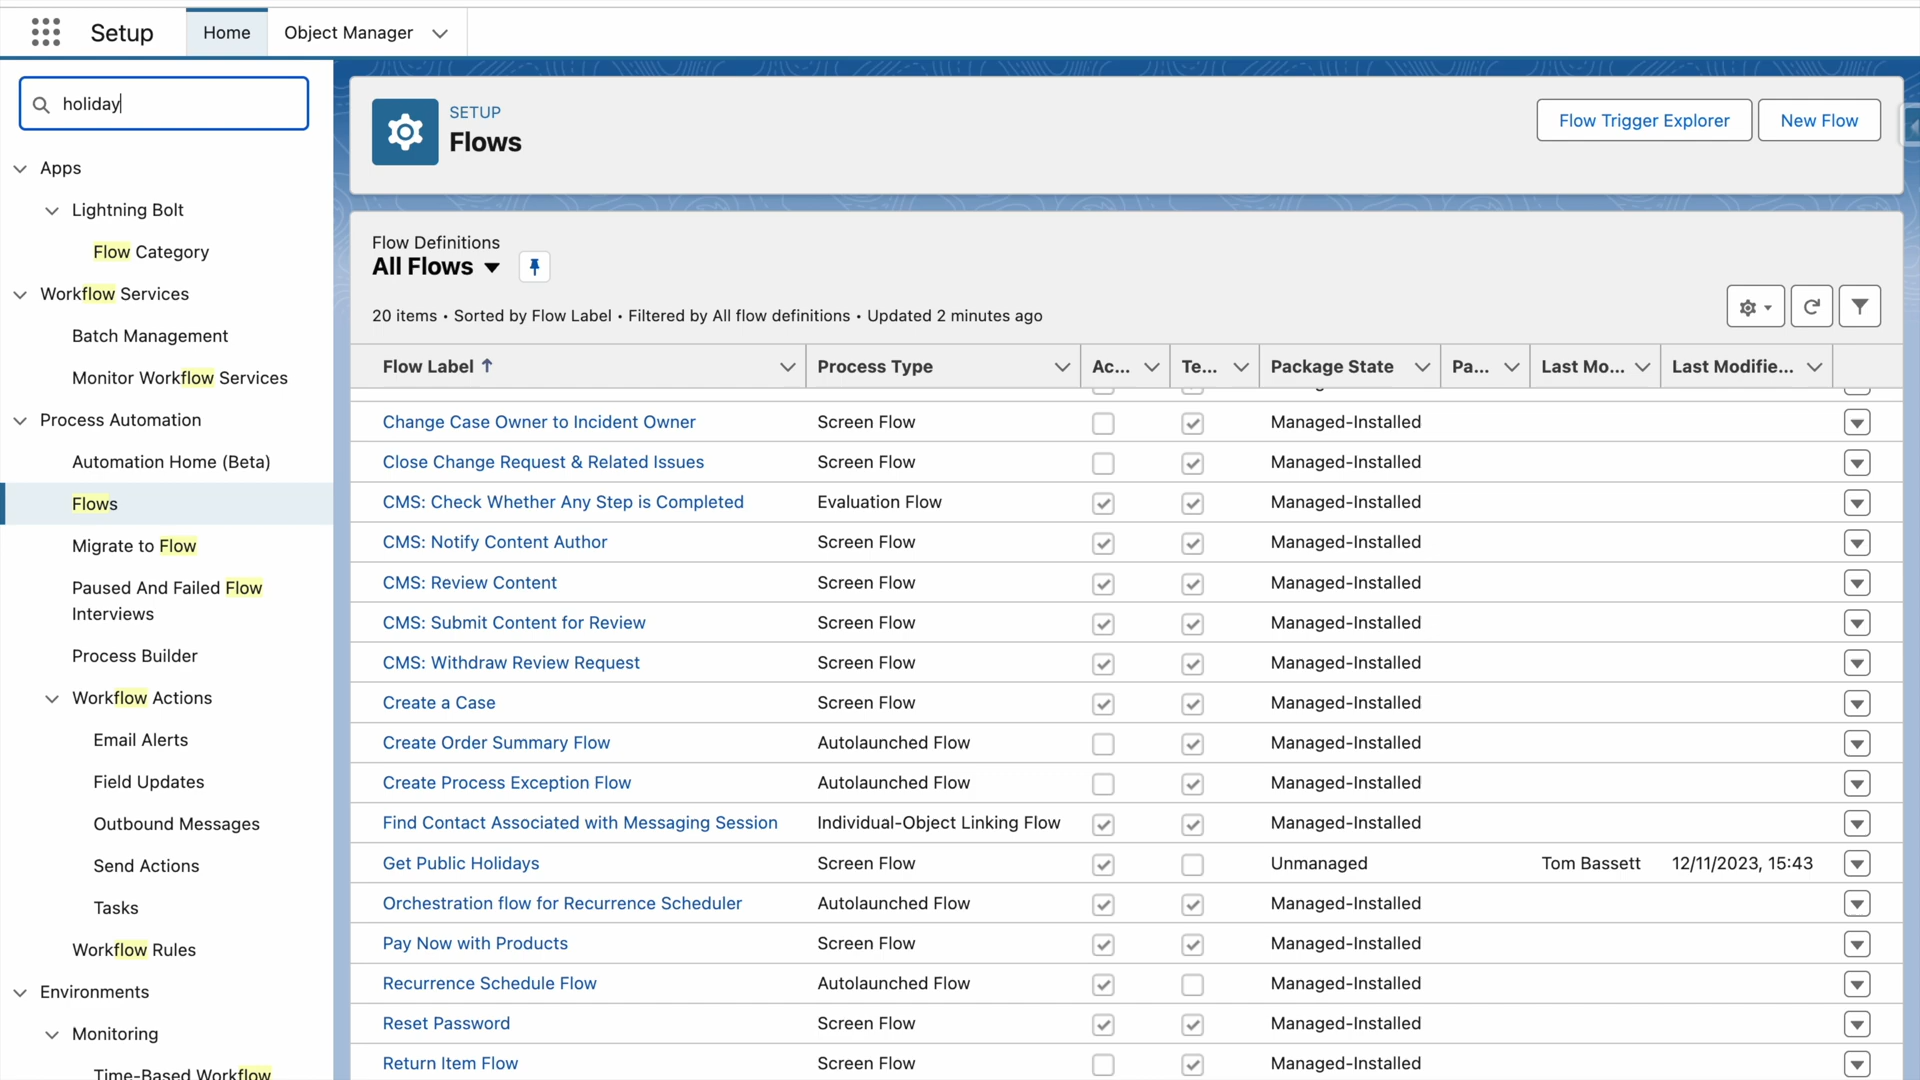 Setup
Home
Object Manager
holiday
Apps
Lightning Bolt
Flow Category
Workflow Services
Batch Management
Monitor Workflow Services
Process Automation
Automation Home (Beta)
Flows
Migrate to Flow
Paused And Failed Flow
Interviews
Process Builder
Workflow Actions
Email Alerts
Field Updates
Outbound Messages
Send Actions
Tasks
Workflow Rules
Environments
Monitoring
Time-Based Workflow
SETUP
Flows
Flow Trigger Explorer
New Flow
Flow Definitions
All Flows
20 items • Sorted by Flow Label • Filtered by All flow definitions • Updated 2 minutes ago
Flow Label Process Type Ac... Te... Package State Pa... Last Mo... Last Modifie...
Change Case Owner to Incident Owner Screen Flow Managed-Installed
Close Change Request & Related Issues Screen Flow Managed-Installed
CMS: Check Whether Any Step is Completed Evaluation Flow Managed-Installed
CMS: Notify Content Author Screen Flow Managed-Installed
CMS: Review Content Screen Flow Managed-Installed
CMS: Submit Content for Review Screen Flow Managed-Installed
CMS: Withdraw Review Request Screen Flow Managed-Installed
Create a Case Screen Flow Managed-Installed
Create Order Summary Flow Autolaunched Flow Managed-Installed
Create Process Exception Flow Autolaunched Flow Managed-Installed
Find Contact Associated with Messaging Session Individual-Object Linking Flow Managed-Installed
Get Public Holidays Screen Flow Unmanaged Tom Bassett 12/11/2023, 15:43
Orchestration flow for Recurrence Scheduler Autolaunched Flow Managed-Installed
Pay Now with Products Screen Flow Managed-Installed
Recurrence Schedule Flow Autolaunched Flow Managed-Installed
Reset Password Screen Flow Managed-Installed
Return Item Flow Screen Flow Managed-Installed